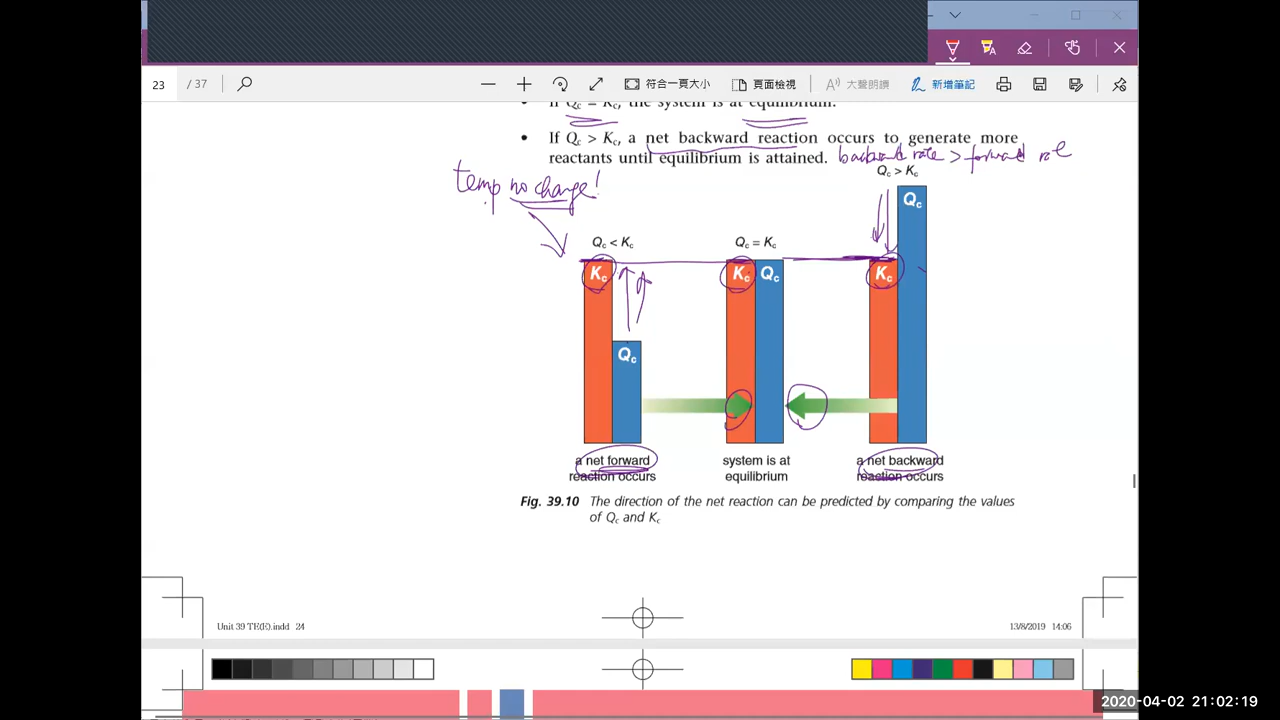 23 / 37
符合一頁大小
頁面檢視
大聲朗讀
新增筆記
• If Qc = Kc, the system is at equilibrium.
• If Qc > Kc, a net backward reaction occurs to generate more
reactants until equilibrium is attained. backward rate > forward rate
temp no change!
Qc < Kc
Qc = Kc
Qc > Kc
Kc
Qc
Kc Qc
Kc
Qc
a net forward
reaction occurs
system is at
equilibrium
a net backward
reaction occurs
Fig. 39.10 The direction of the net reaction can be predicted by comparing the values
of Qc and Kc
Unit 39 TE(E).indd 24
13/8/2019 14:06
2020-04-02 21:02:19